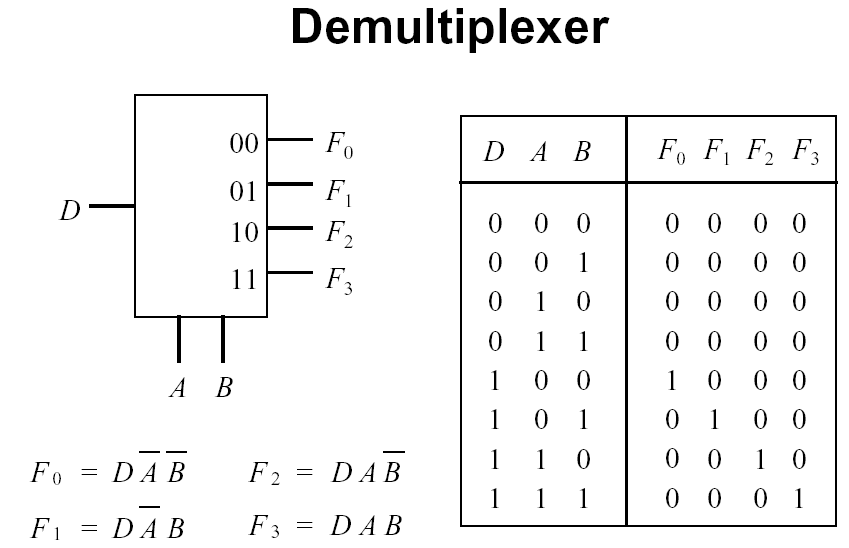 Demultiplexer
00 F₀
01 F₁
D
10 F₂
11 F₃
A B
F₀ = D A̅ B̅
F₂ = D A B̅
F₁ = D A̅ B
F₃ = D A B
D A B F₀ F₁ F₂ F₃
0 0 0 0 0 0 0
0 0 1 0 0 0 0
0 1 0 0 0 0 0
0 1 1 0 0 0 0
1 0 0 1 0 0 0
1 0 1 0 1 0 0
1 1 0 0 0 1 0
1 1 1 0 0 0 1